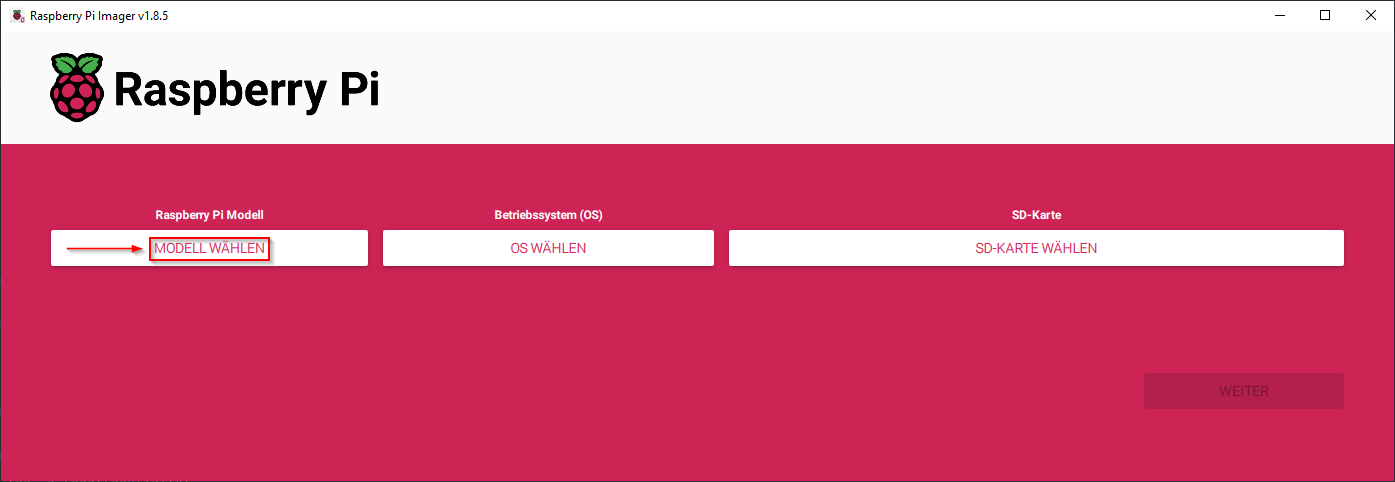 Raspberry Pi Imager v1.8.5
Raspberry Pi
Raspberry Pi Modell
Betriebssystem (OS)
SD-Karte
MODELL WÄHLEN
OS WÄHLEN
SD-KARTE WÄHLEN
WEITER